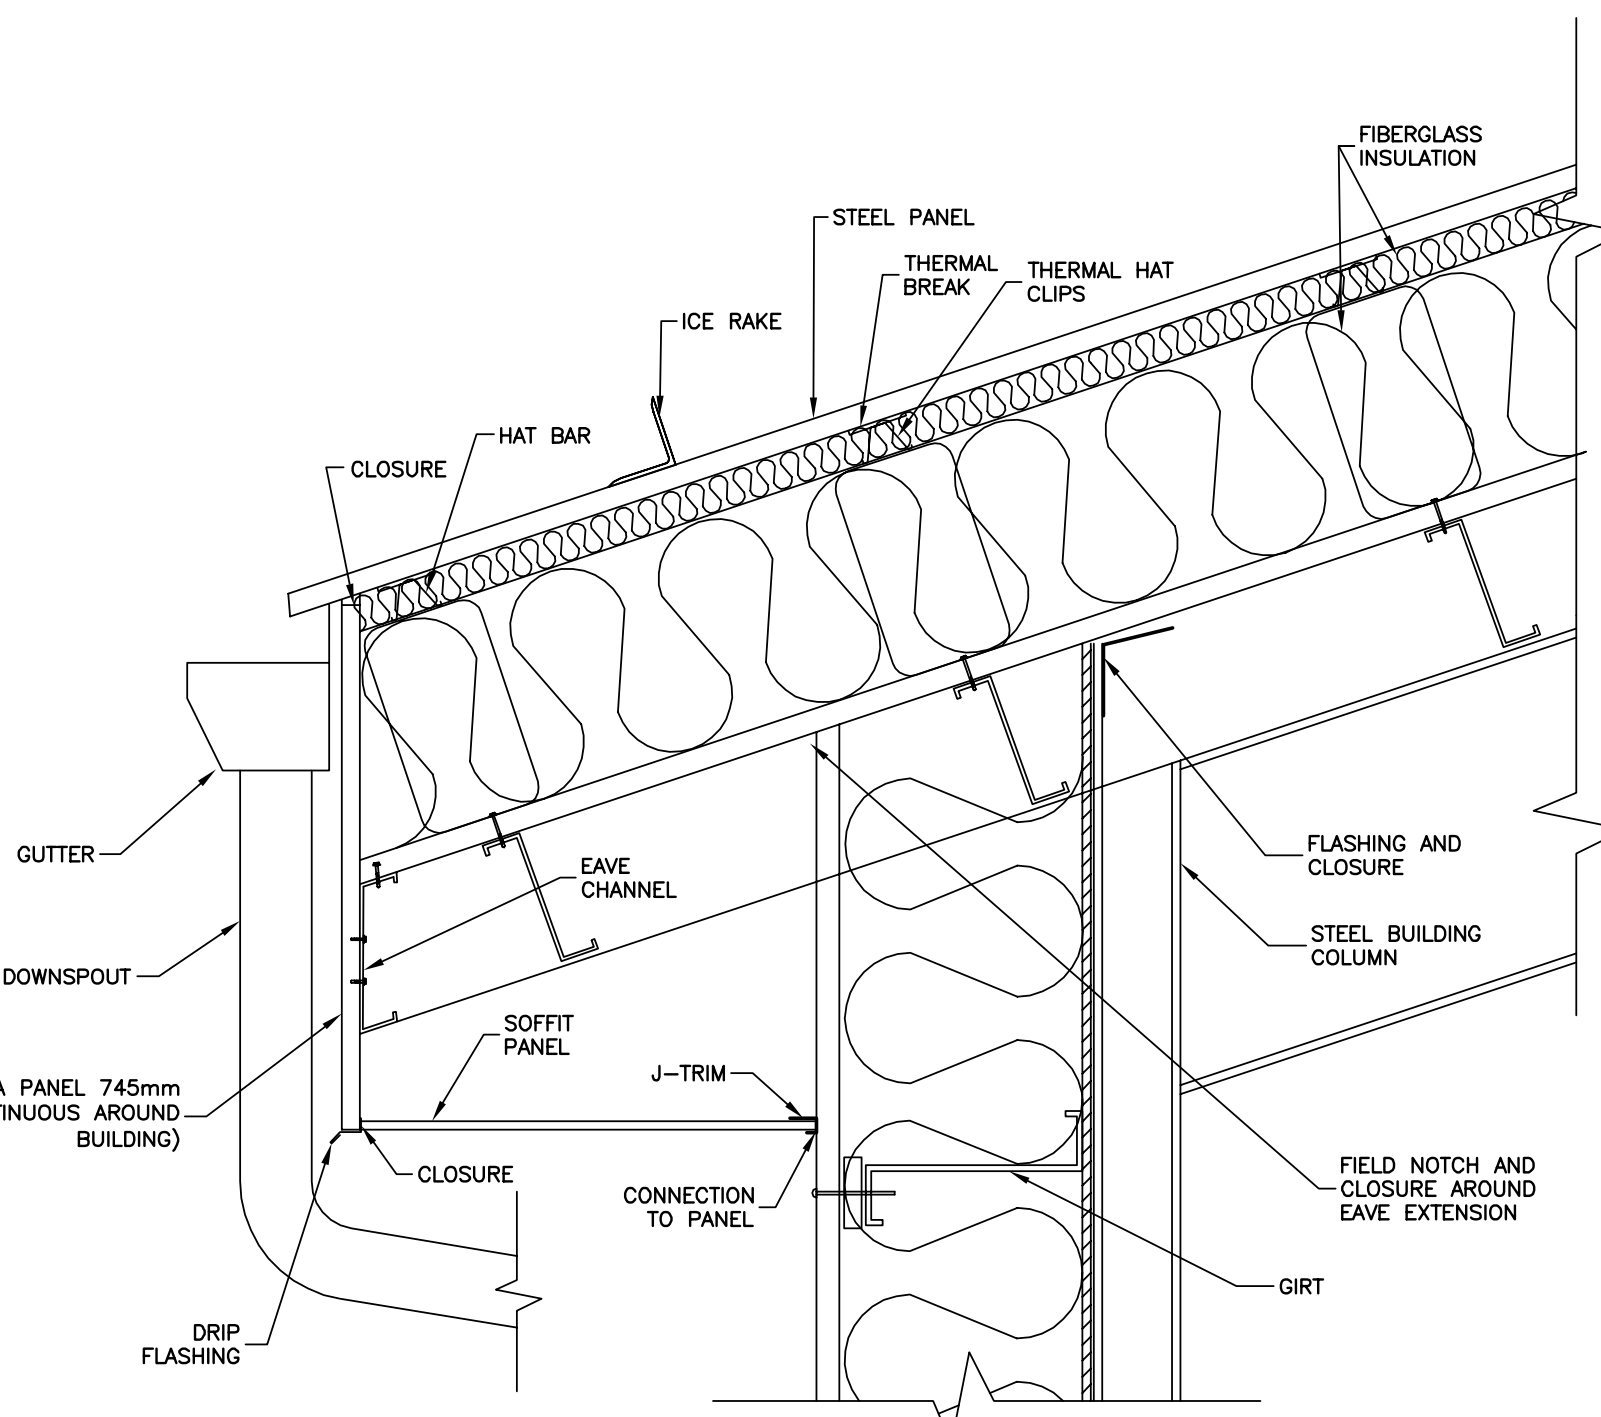 FIBERGLASS
INSULATION
STEEL PANEL
THERMAL
BREAK
THERMAL HAT
CLIPS
ICE RAKE
HAT BAR
CLOSURE
GUTTER
EAVE
CHANNEL
FLASHING AND
CLOSURE
STEEL BUILDING
COLUMN
DOWNSPOUT
SOFFIT
PANEL
J-TRIM
A PANEL 745mm
TINUOUS AROUND
BUILDING)
CLOSURE
CONNECTION
TO PANEL
FIELD NOTCH AND
CLOSURE AROUND
EAVE EXTENSION
GIRT
DRIP
FLASHING